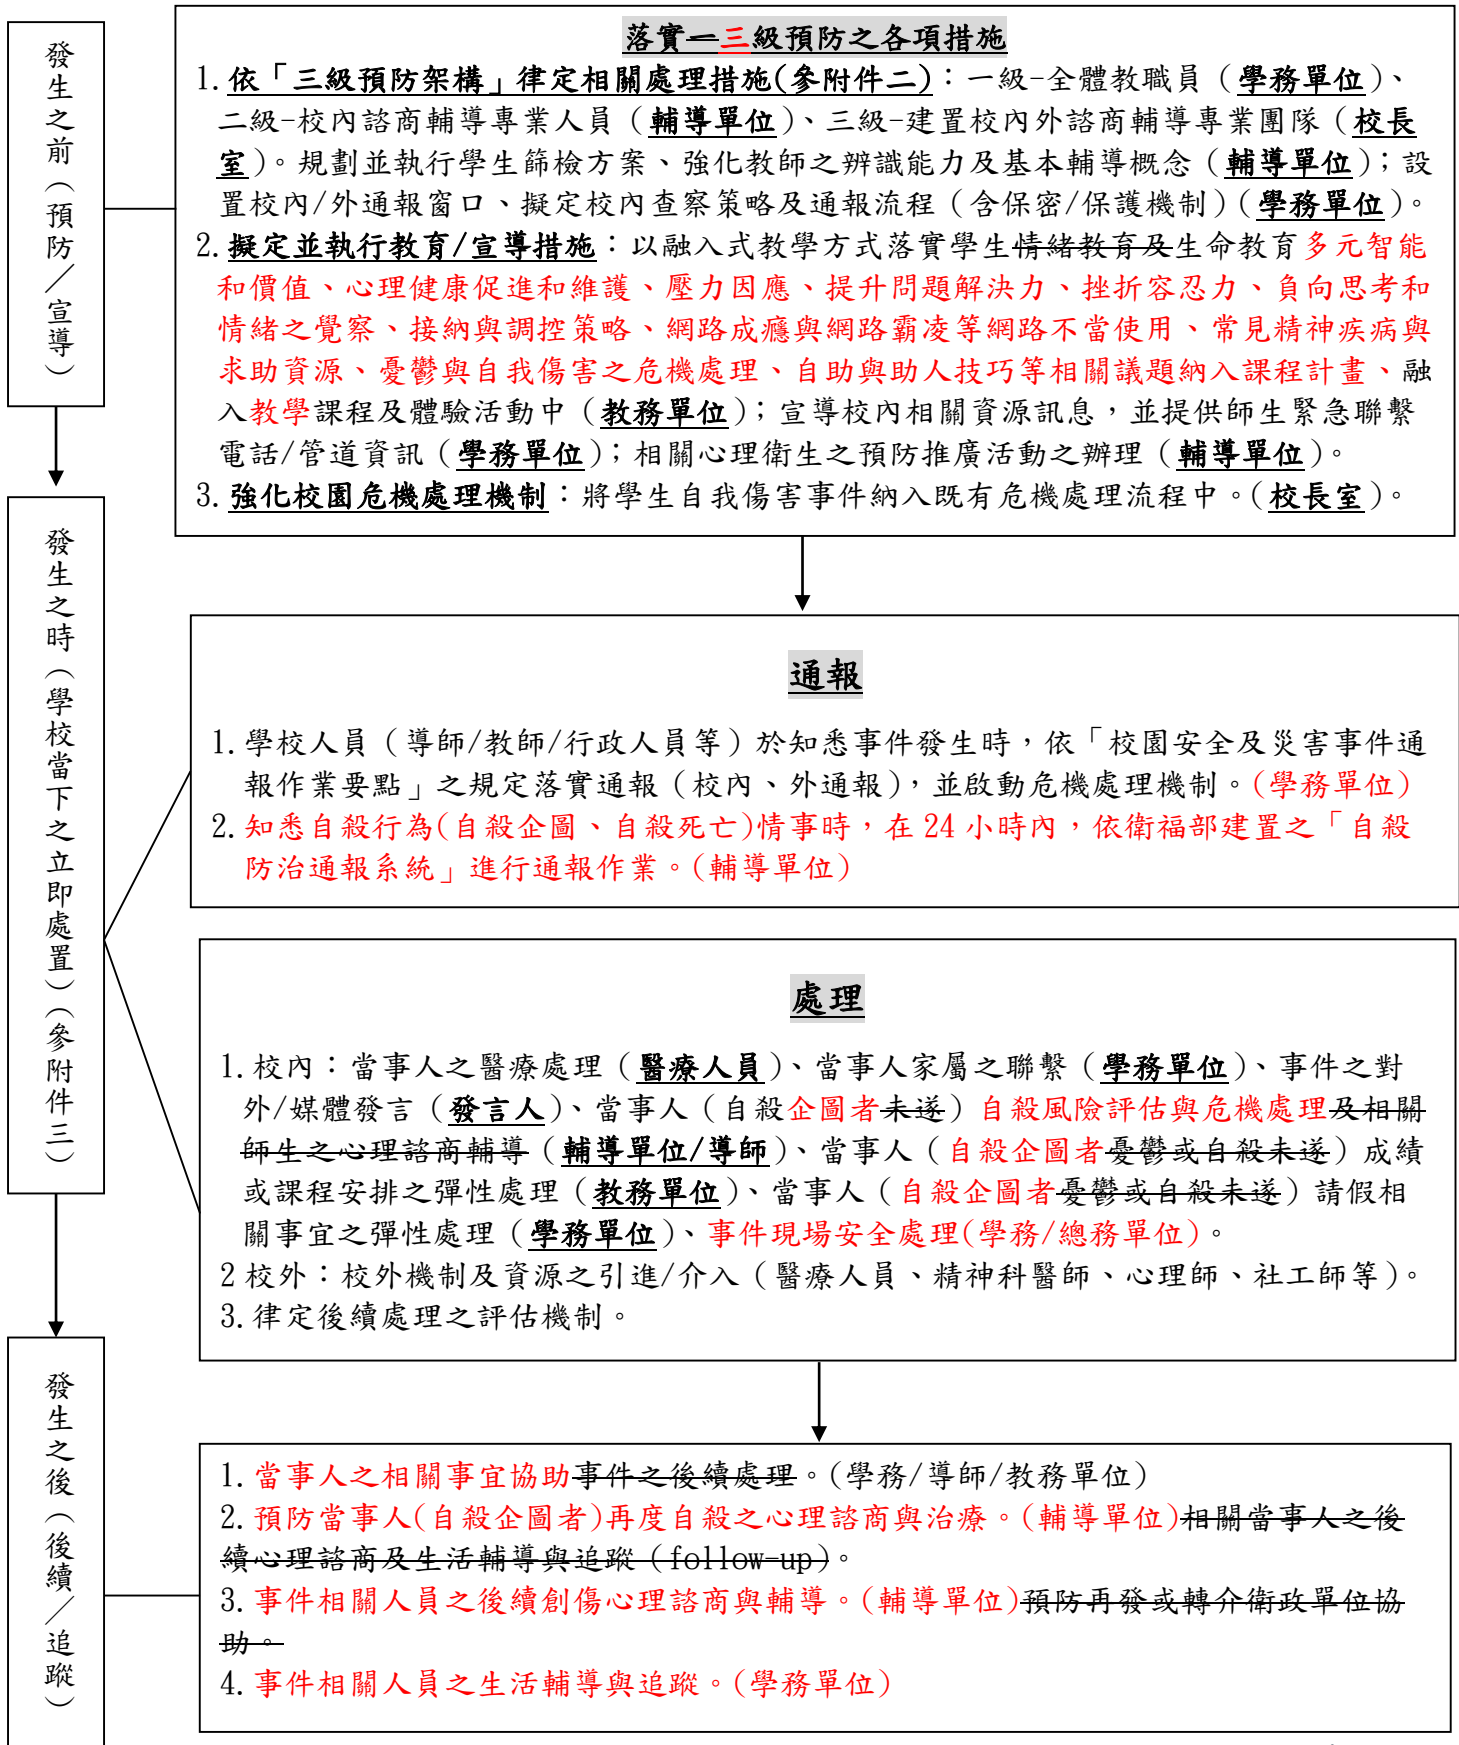 發生之前（預防／宣導）
落實一三級預防之各項措施
1.依「三級預防架構」律定相關處理措施(參附件二)：一級-全體教職員（學務單位）、
二級-校內諮商輔導專業人員（輔導單位）、三級-建置校內外諮商輔導專業團隊（校長
室）。規劃並執行學生篩檢方案、強化教師之辨識能力及基本輔導概念（輔導單位）；設
置校內/外通報窗口、擬定校內查察策略及通報流程（含保密/保護機制）（學務單位）。
2.擬定並執行教育/宣導措施：以融入式教學方式落實學生情緒教育及生命教育多元智能
和價值、心理健康促進和維護、壓力因應、提升問題解決力、挫折容忍力、負向思考和
情緒之覺察、接納與調控策略、網路成癮與網路霸凌等網路不當使用、常見精神疾病與
求助資源、憂鬱與自我傷害之危機處理、自助與助人技巧等相關議題納入課程計畫、融
入教學課程及體驗活動中（教務單位）；宣導校內相關資源訊息，並提供師生緊急聯繫
電話/管道資訊（學務單位）；相關心理衛生之預防推廣活動之辦理（輔導單位）。
3.強化校園危機處理機制：將學生自我傷害事件納入既有危機處理流程中。（校長室）。
發生之時（學校當下之立即處置）（參附件三）
通報
1.學校人員（導師/教師/行政人員等）於知悉事件發生時，依「校園安全及災害事件通
報作業要點」之規定落實通報（校內、外通報），並啟動危機處理機制。(學務單位)
2.知悉自殺行為(自殺企圖、自殺死亡)情事時，在 24 小時內，依衛福部建置之「自殺
防治通報系統」進行通報作業。(輔導單位)
處理
1.校內：當事人之醫療處理（醫療人員）、當事人家屬之聯繫（學務單位）、事件之對
外/媒體發言（發言人）、當事人（自殺企圖者未遂）自殺風險評估與危機處理及相關
師生之心理諮商輔導（輔導單位/導師）、當事人（自殺企圖者憂鬱或自殺未遂）成績
或課程安排之彈性處理（教務單位）、當事人（自殺企圖者憂鬱或自殺未遂）請假相
關事宜之彈性處理（學務單位）、事件現場安全處理(學務/總務單位)。
2 校外：校外機制及資源之引進/介入（醫療人員、精神科醫師、心理師、社工師等）。
3.律定後續處理之評估機制。
發生之後（後續／追蹤）
1.當事人之相關事宜協助事件之後續處理。(學務/導師/教務單位)
2.預防當事人(自殺企圖者)再度自殺之心理諮商與治療。(輔導單位)相關當事人之後
續心理諮商及生活輔導與追蹤（follow-up）。
3.事件相關人員之後續創傷心理諮商與輔導。(輔導單位)預防再發或轉介衛政單位協
助。
4.事件相關人員之生活輔導與追蹤。(學務單位)